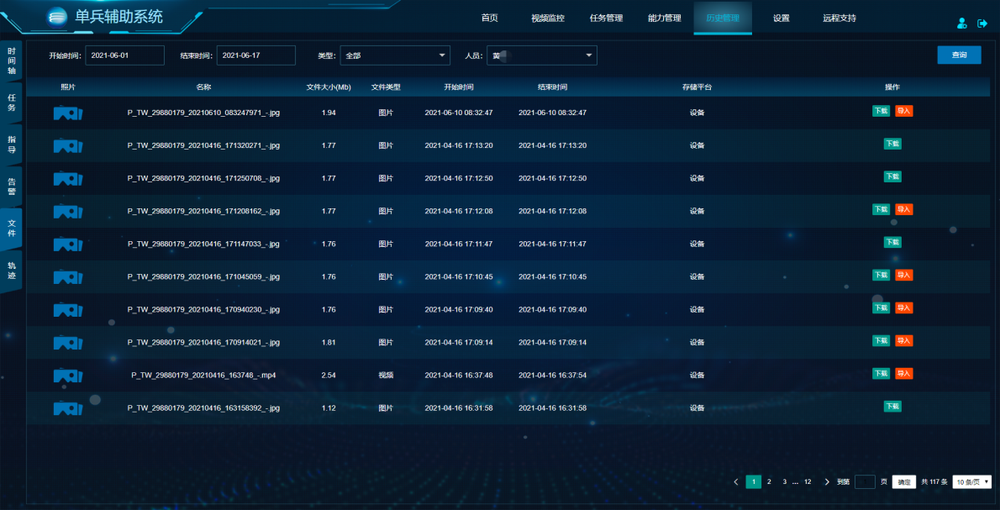 单兵辅助系统
首页 视频监控 任务管理 能力管理 历史管理 设置 远程支持
时间轴
任务
指导
告警
文件
轨迹
开始时间： 2021-06-01 结束时间： 2021-06-17 类型： 全部 人员： 黄 查询
照片 名称 文件大小(Mb) 文件类型 开始时间 结束时间 存储平台 操作
P_TW_29880179_20210610_083247971_-.jpg 1.94 图片 2021-06-10 08:32:47 2021-06-10 08:32:47 设备 下载 导入
P_TW_29880179_20210416_171320271_-.jpg 1.77 图片 2021-04-16 17:13:20 2021-04-16 17:13:20 设备 下载
P_TW_29880179_20210416_171250708_-.jpg 1.77 图片 2021-04-16 17:12:50 2021-04-16 17:12:50 设备 下载
P_TW_29880179_20210416_171208162_-.jpg 1.77 图片 2021-04-16 17:12:08 2021-04-16 17:12:08 设备 下载 导入
P_TW_29880179_20210416_171147033_-.jpg 1.76 图片 2021-04-16 17:11:47 2021-04-16 17:11:47 设备 下载
P_TW_29880179_20210416_171045059_-.jpg 1.76 图片 2021-04-16 17:10:45 2021-04-16 17:10:45 设备 下载 导入
P_TW_29880179_20210416_170940230_-.jpg 1.76 图片 2021-04-16 17:09:40 2021-04-16 17:09:40 设备 下载 导入
P_TW_29880179_20210416_170914021_-.jpg 1.81 图片 2021-04-16 17:09:14 2021-04-16 17:09:14 设备 下载 导入
P_TW_29880179_20210416_163748_-.mp4 2.54 视频 2021-04-16 16:37:48 2021-04-16 16:37:54 设备 下载 导入
P_TW_29880179_20210416_163158392_-.jpg 1.12 图片 2021-04-16 16:31:58 2021-04-16 16:31:58 设备 下载
1 2 3 ... 12 到第 页 确定 共 117 条 10 条/页